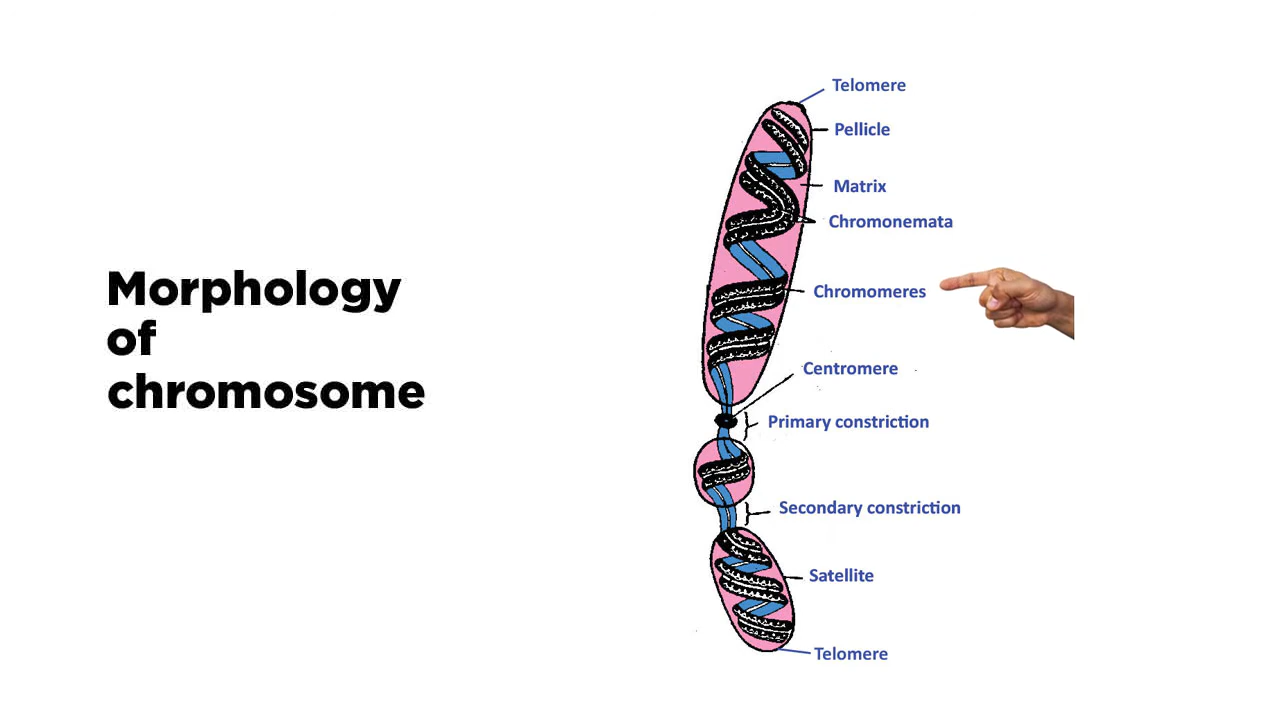 Morphology
of
chromosome
Telomere
Pellicle
Matrix
Chromonemata
Chromomeres
Centromere
Primary constriction
Secondary constriction
Satellite
Telomere